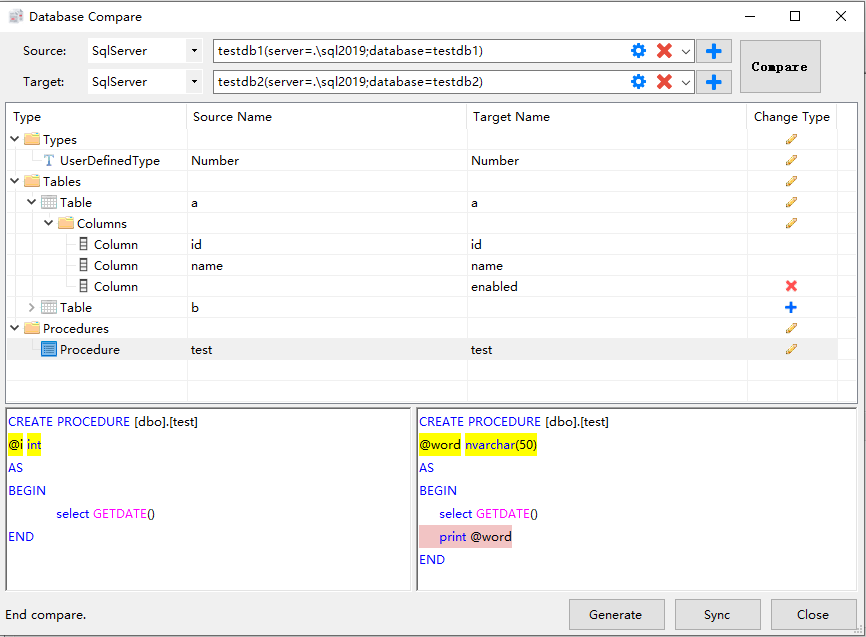 Database Compare
Source: SqlServer testdb1(server=.\sql2019;database=testdb1)
Target: SqlServer testdb2(server=.\sql2019;database=testdb2)
Compare
Type Source Name Target Name Change Type
Types
UserDefinedType Number Number
Tables
Table a a
Columns
Column id id
Column name name
Column enabled
Table b
Procedures
Procedure test test
CREATE PROCEDURE [dbo].[test]
@i int
AS
BEGIN
select GETDATE()
END
CREATE PROCEDURE [dbo].[test]
@word nvarchar(50)
AS
BEGIN
select GETDATE()
print @word
END
End compare.
Generate Sync Close